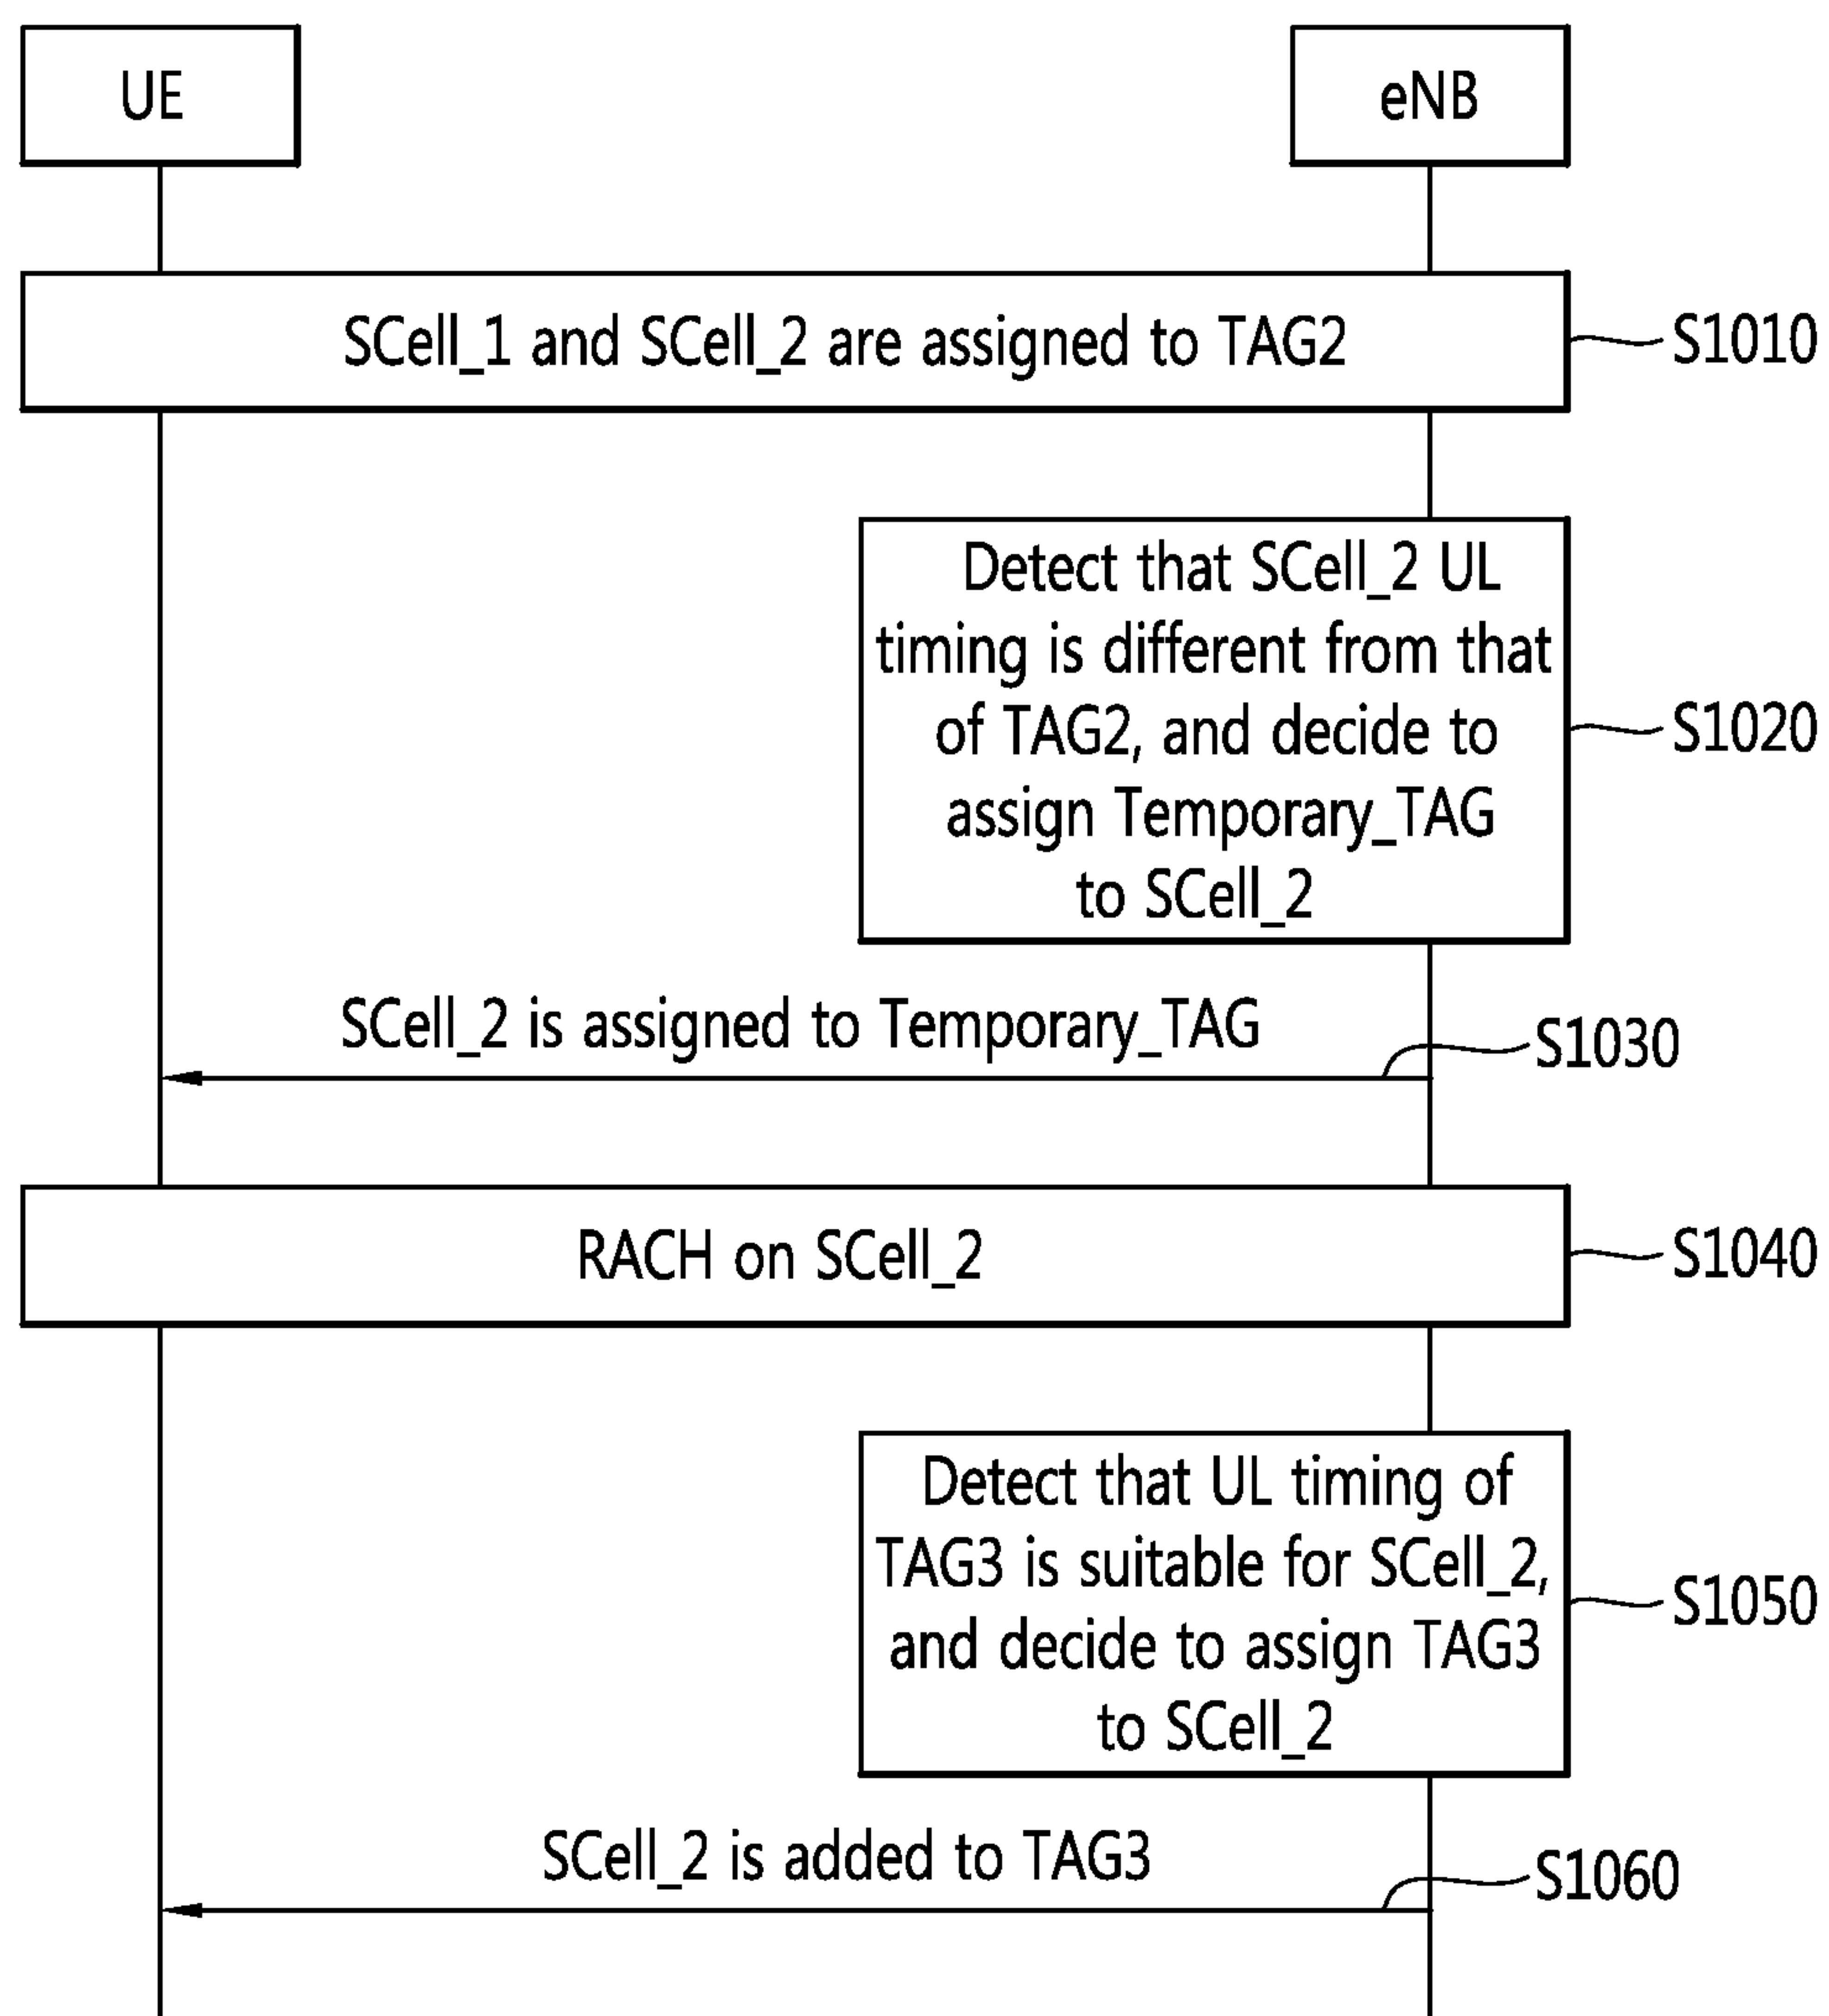 UE
eNB
SCell_1 and SCell_2 are assigned to TAG2
S1010
Detect that SCell_2 UL
timing is different from that
of TAG2, and decide to
assign Temporary_TAG
to SCell_2
S1020
SCell_2 is assigned to Temporary_TAG
S1030
RACH on SCell_2
S1040
Detect that UL timing of
TAG3 is suitable for SCell_2,
and decide to assign TAG3
to SCell_2
S1050
SCell_2 is added to TAG3
S1060